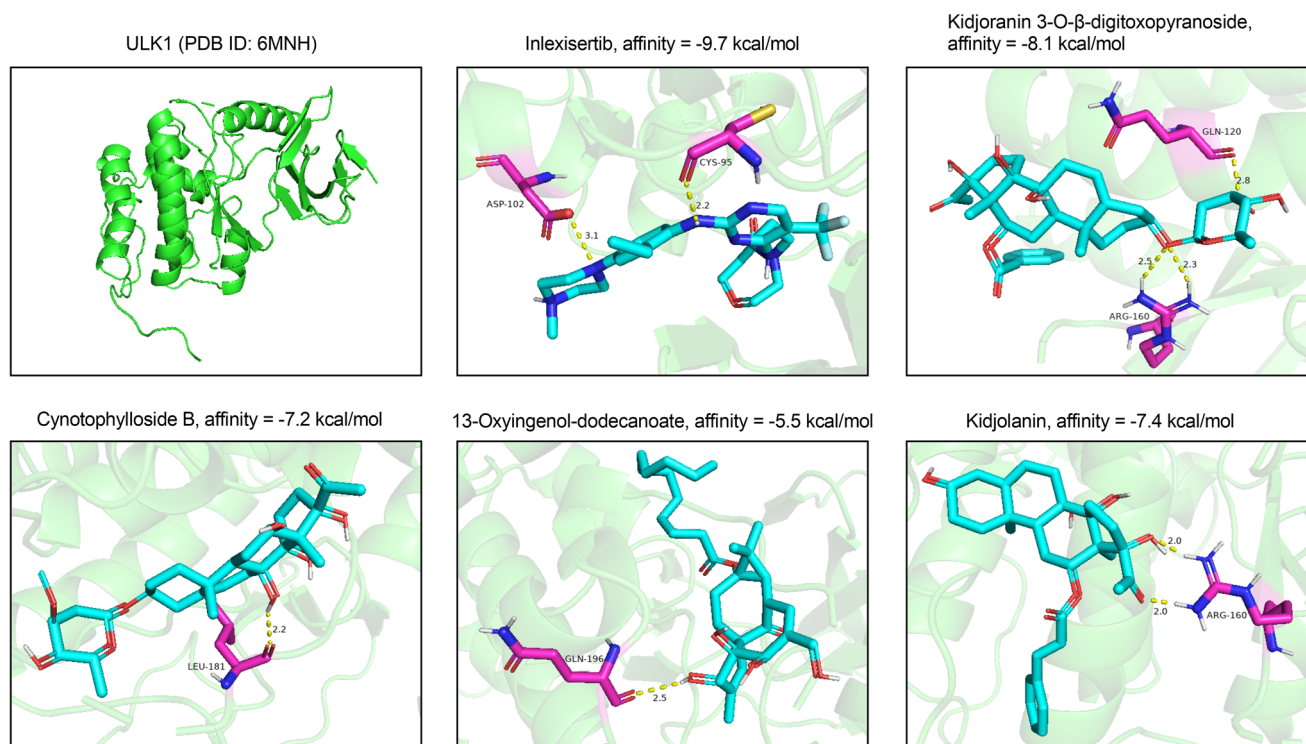 ULK1 (PDB ID: 6MNH)
Inlexisertib, affinity = -9.7 kcal/mol
Kidjoranin 3-O-β-digitoxopyranoside,
affinity = -8.1 kcal/mol
CYS-95
2.2
ASP-102
3.1
GLN-120
2.8
2.5
2.3
ARG-160
Cynotophylloside B, affinity = -7.2 kcal/mol
13-Oxyingenol-dodecanoate, affinity = -5.5 kcal/mol
Kidjolanin, affinity = -7.4 kcal/mol
2.2
LEU-181
GLN-196
2.5
2.0
2.0
ARG-160